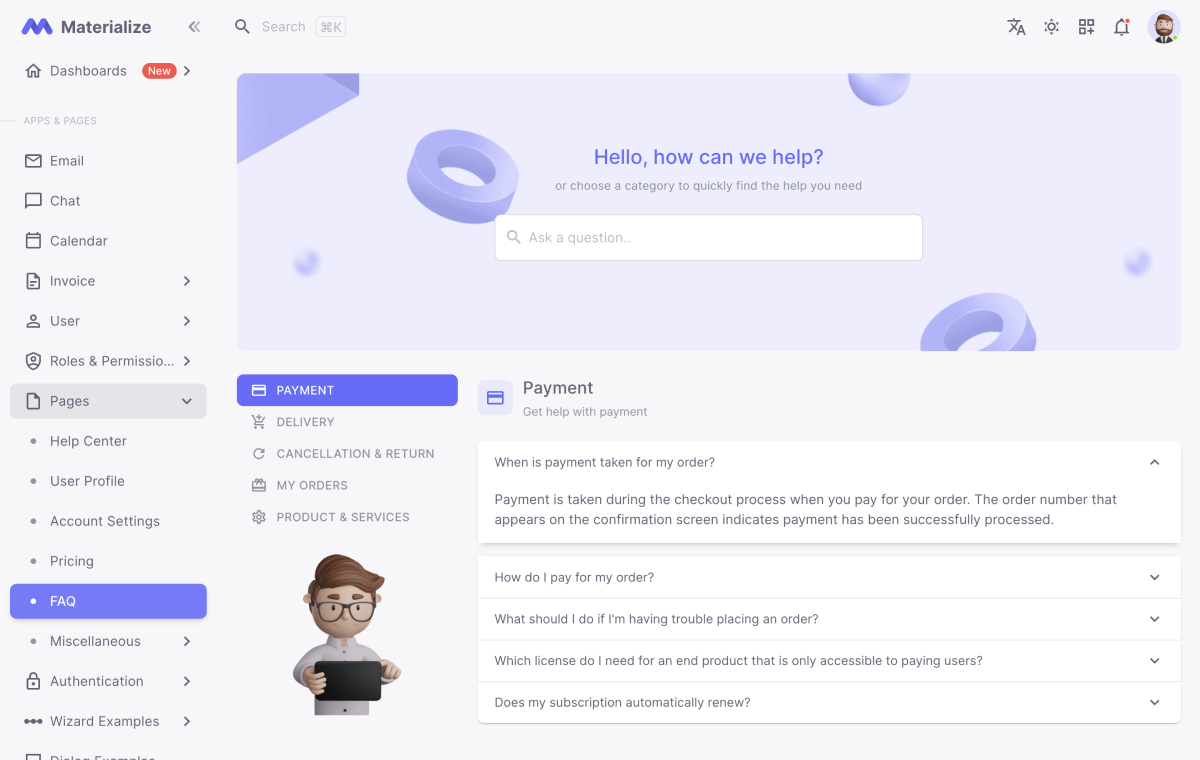 Materialize
Search ⌘K
Dashboards New
APPS & PAGES
Email
Chat
Calendar
Invoice
User
Roles & Permissio...
Pages
Help Center
User Profile
Account Settings
Pricing
FAQ
Miscellaneous
Authentication
Wizard Examples
Dialog Examples
Hello, how can we help?
or choose a category to quickly find the help you need
Ask a question..
PAYMENT
DELIVERY
CANCELLATION & RETURN
MY ORDERS
PRODUCT & SERVICES
Payment
Get help with payment
When is payment taken for my order?
Payment is taken during the checkout process when you pay for your order. The order number that
appears on the confirmation screen indicates payment has been successfully processed.
How do I pay for my order?
What should I do if I'm having trouble placing an order?
Which license do I need for an end product that is only accessible to paying users?
Does my subscription automatically renew?